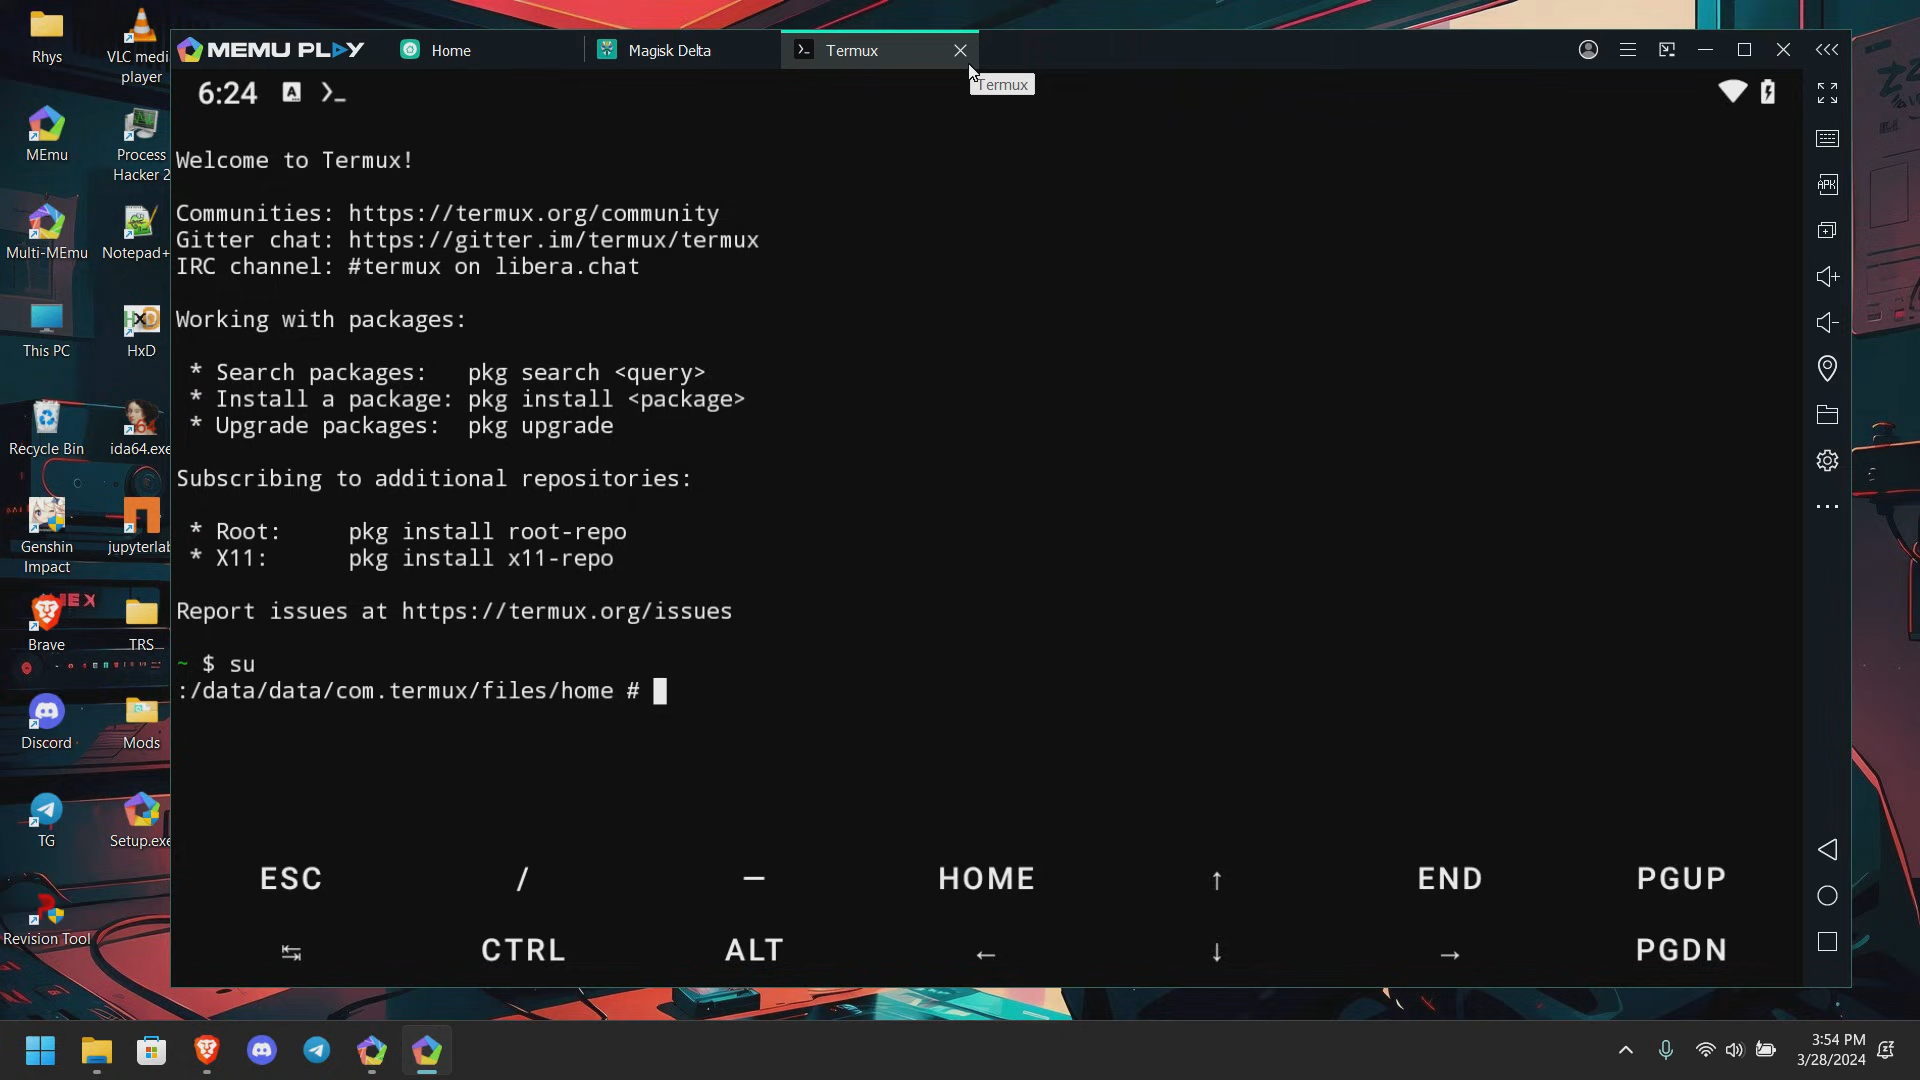 Rhys
VLC medi
player
MEmu
Process
Hacker 2
Multi-MEmu
Notepad+
This PC
HxD
HxD
Recycle Bin
64
ida64.exe
Genshin
Impact
jupyterlab
Brave
TRS
Discord
Mods
TG
Setup.exe
Revision Tool
MEMU PLAY
Home
Magisk Delta
Termux
Termux
6:24
A
Welcome to Termux!
Communities: https://termux.org/community
Gitter chat: https://gitter.im/termux/termux
IRC channel: #termux on libera.chat
Working with packages:
* Search packages: pkg search <query>
* Install a package: pkg install <package>
* Upgrade packages: pkg upgrade
Subscribing to additional repositories:
* Root: pkg install root-repo
* X11: pkg install x11-repo
Report issues at https://termux.org/issues
~ $ su
:/data/data/com.termux/files/home #
ESC / — HOME ↑ END PGUP
↹ CTRL ALT ← ↓ → PGDN
APK
3:54 PM
3/28/2024